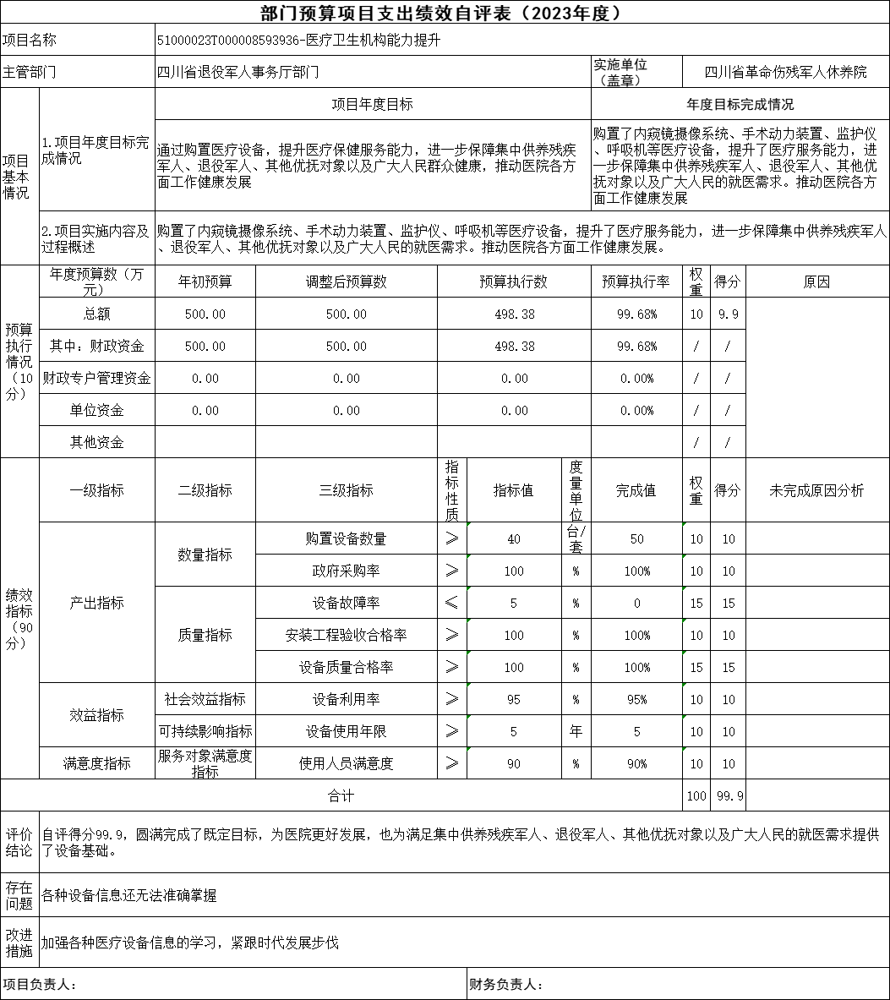 部门预算项目支出绩效自评表（2023年度）
项目名称
51000023T000008593936-医疗卫生机构能力提升
主管部门
四川省退役军人事务厅部门
实施单位
（盖章）
四川省革命伤残军人休养院
项目
基本
情况
1.项目年度目标完
成情况
项目年度目标
年度目标完成情况
通过购置医疗设备，提升医疗保健服务能力，进一步保障集中供养残疾
军人、退役军人、其他优抚对象以及广大人民群众健康，推动医院各方
面工作健康发展
购置了内窥镜摄像系统、手术动力装置、监护仪
、呼吸机等医疗设备，提升了医疗服务能力，进
一步保障集中供养残疾军人、退役军人、其他优
抚对象以及广大人民的就医需求。推动医院各方
面工作健康发展
2.项目实施内容及
过程概述
购置了内窥镜摄像系统、手术动力装置、监护仪、呼吸机等医疗设备，提升了医疗服务能力，进一步保障集中供养残疾军人
、退役军人、其他优抚对象以及广大人民的就医需求。推动医院各方面工作健康发展。
预算
执行
情况
（10
分）
年度预算数（万
元）
年初预算
调整后预算数
预算执行数
预算执行率
权
重
得分
原因
总额
500.00
500.00
498.38
99.68%
10
9.9
其中：财政资金
500.00
500.00
498.38
99.68%
/
/
财政专户管理资金
0.00
0.00
0.00
0.00%
/
/
单位资金
0.00
0.00
0.00
0.00%
/
/
其他资金
/
/
绩效
指标
（90
分）
一级指标
二级指标
三级指标
指
标
性
质
指标值
度
量
单
位
完成值
权
重
得分
未完成原因分析
产出指标
数量指标
购置设备数量
≥
40
台/
套
50
10
10
政府采购率
≥
100
%
100%
10
10
质量指标
设备故障率
≤
5
%
0
15
15
安装工程验收合格率
≥
100
%
100%
10
10
设备质量合格率
≥
100
%
100%
15
15
效益指标
社会效益指标
设备利用率
≥
95
%
95%
10
10
可持续影响指标
设备使用年限
≥
5
年
5
10
10
满意度指标
服务对象满意度
指标
使用人员满意度
≥
90
%
90%
10
10
合计
100
99.9
评价
结论
自评得分99.9，圆满完成了既定目标，为医院更好发展，也为满足集中供养残疾军人、退役军人、其他优抚对象以及广大人民的就医需求提供
了设备基础。
存在
问题
各种设备信息还无法准确掌握
改进
措施
加强各种医疗设备信息的学习，紧跟时代发展步伐
项目负责人：
财务负责人：